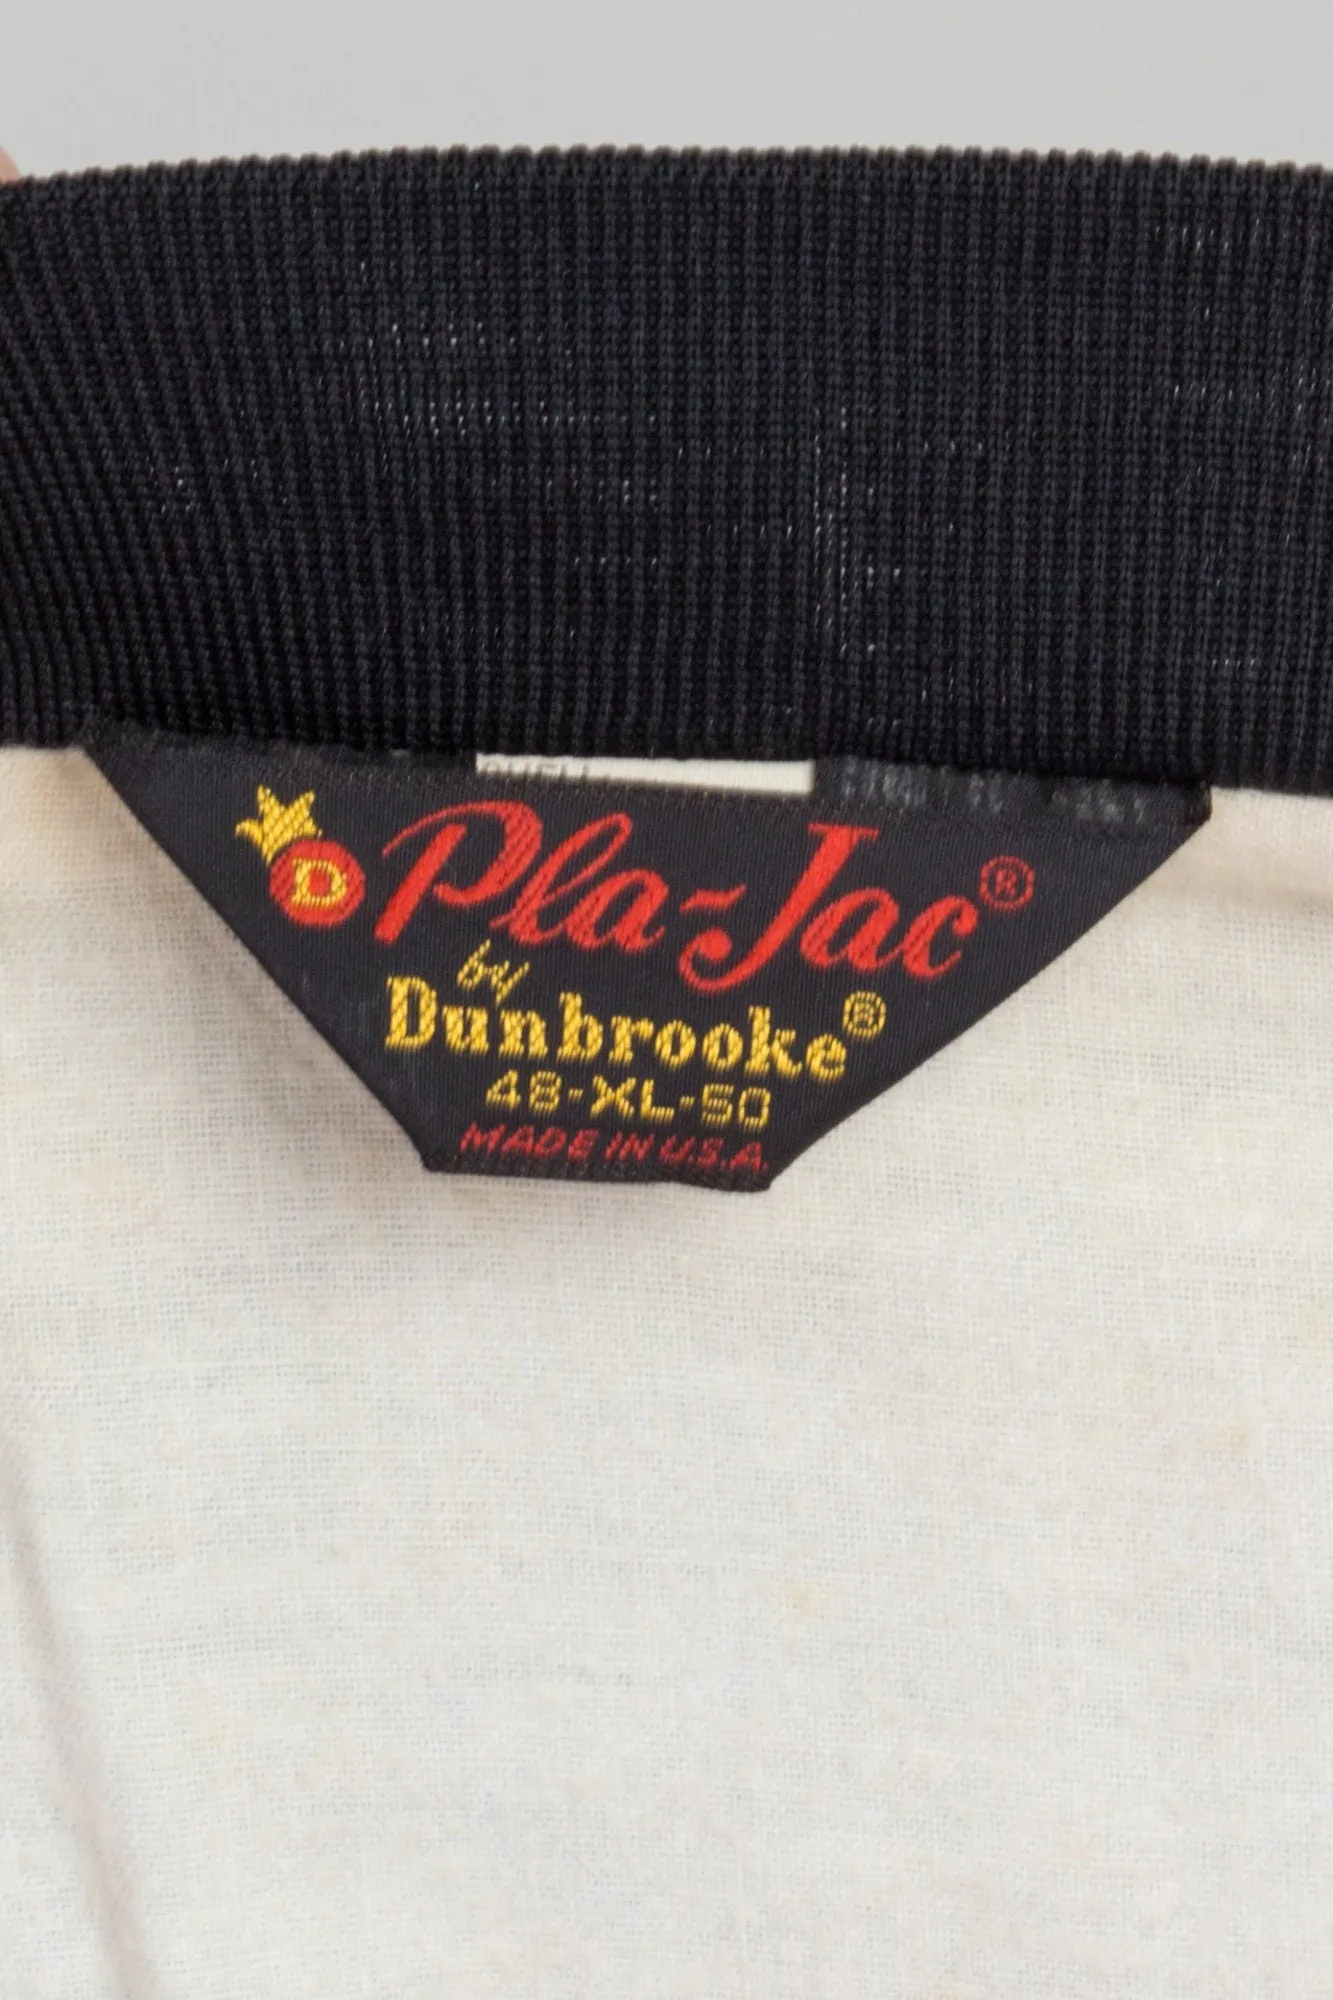 D Pla-Jac®
by
Dunbrooke®
48-XL-50
MADE IN U.S.A.